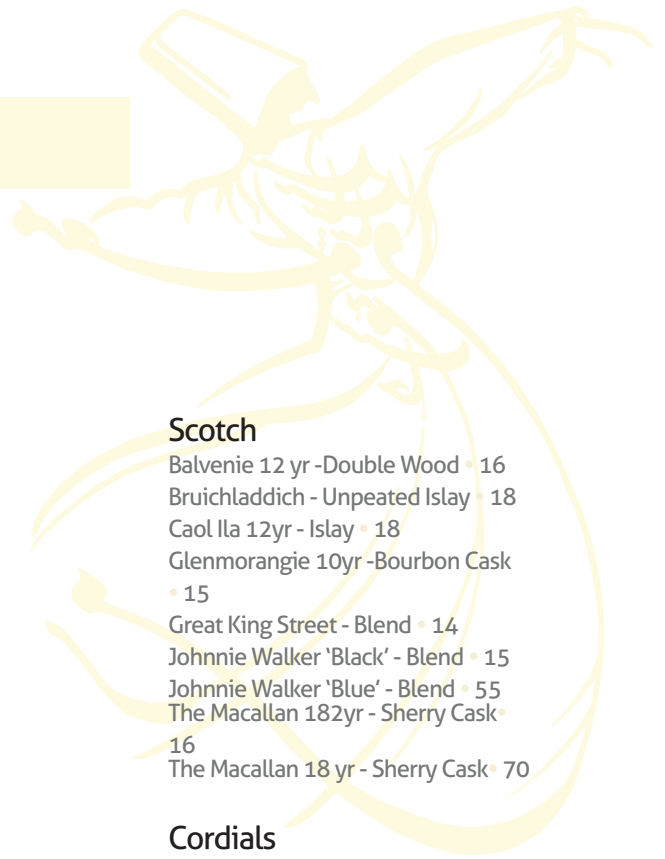 Scotch
Balvenie 12 yr -Double Wood • 16
Bruichladdich - Unpeated Islay • 18
Caol Ila 12yr - Islay • 18
Glenmorangie 10yr -Bourbon Cask
• 15
Great King Street - Blend • 14
Johnnie Walker ‘Black’ - Blend • 15
Johnnie Walker ‘Blue’ - Blend • 55
The Macallan 182yr - Sherry Cask•
16
The Macallan 18 yr - Sherry Cask• 70
Cordials